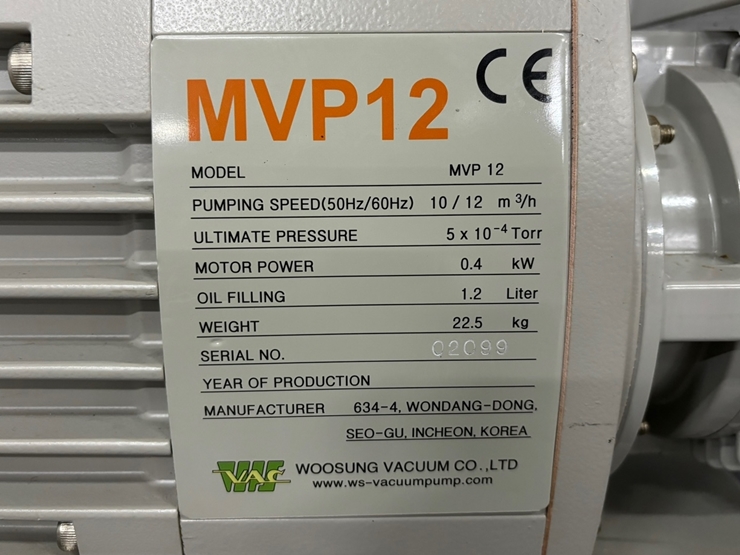 MVP12 CE
MODEL MVP 12
PUMPING SPEED(50Hz/60Hz) 10 / 12 m³/h
ULTIMATE PRESSURE 5 x 10⁻⁴ Torr
MOTOR POWER 0.4 kW
OIL FILLING 1.2 Liter
WEIGHT 22.5 kg
SERIAL NO. 02099
YEAR OF PRODUCTION
MANUFACTURER 634-4, WONDANG-DONG,
SEO-GU, INCHEON, KOREA
WS VAC WOOSUNG VACUUM CO.,LTD
www.ws-vacuumpump.com